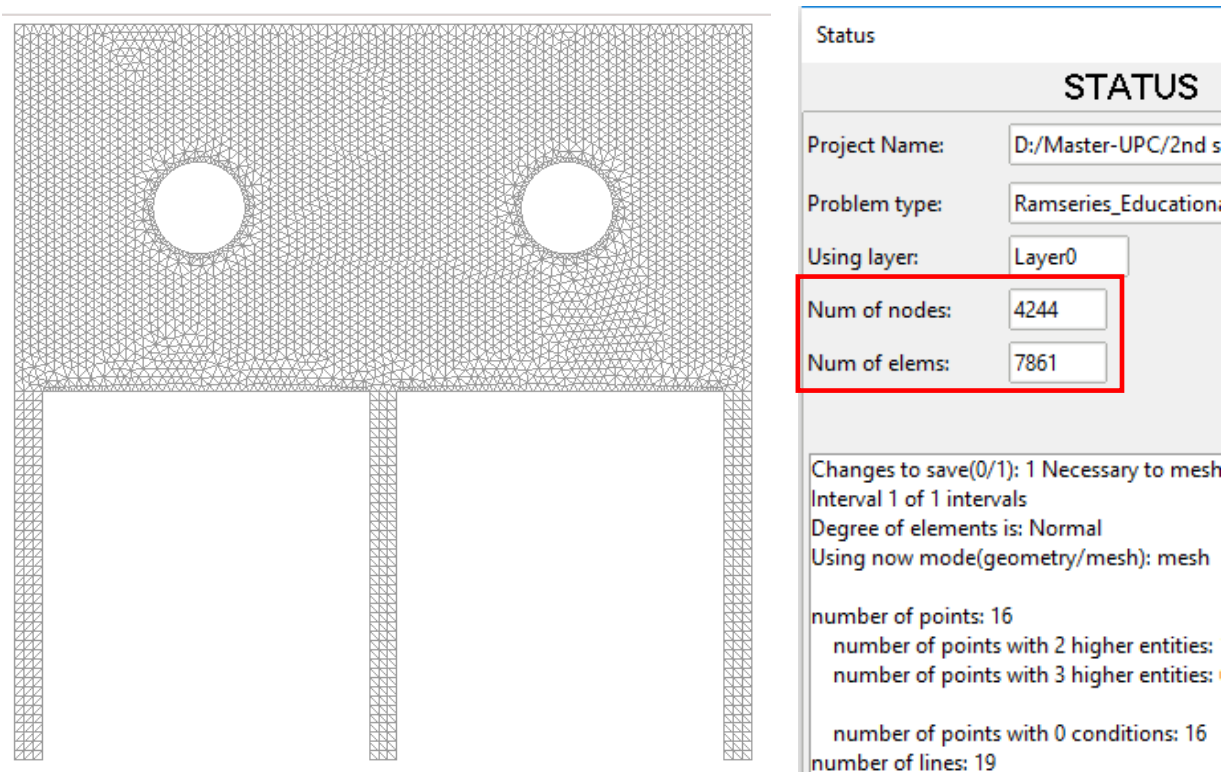 Status
STATUS
Project Name: D:/Master-UPC/2nd s
Problem type: Ramseries_Educationa
Using layer: Layer0
Num of nodes: 4244
Num of elems: 7861
Changes to save(0/1): 1 Necessary to mesh
Interval 1 of 1 intervals
Degree of elements is: Normal
Using now mode(geometry/mesh): mesh
number of points: 16
number of points with 2 higher entities:
number of points with 3 higher entities:
number of points with 0 conditions: 16
number of lines: 19